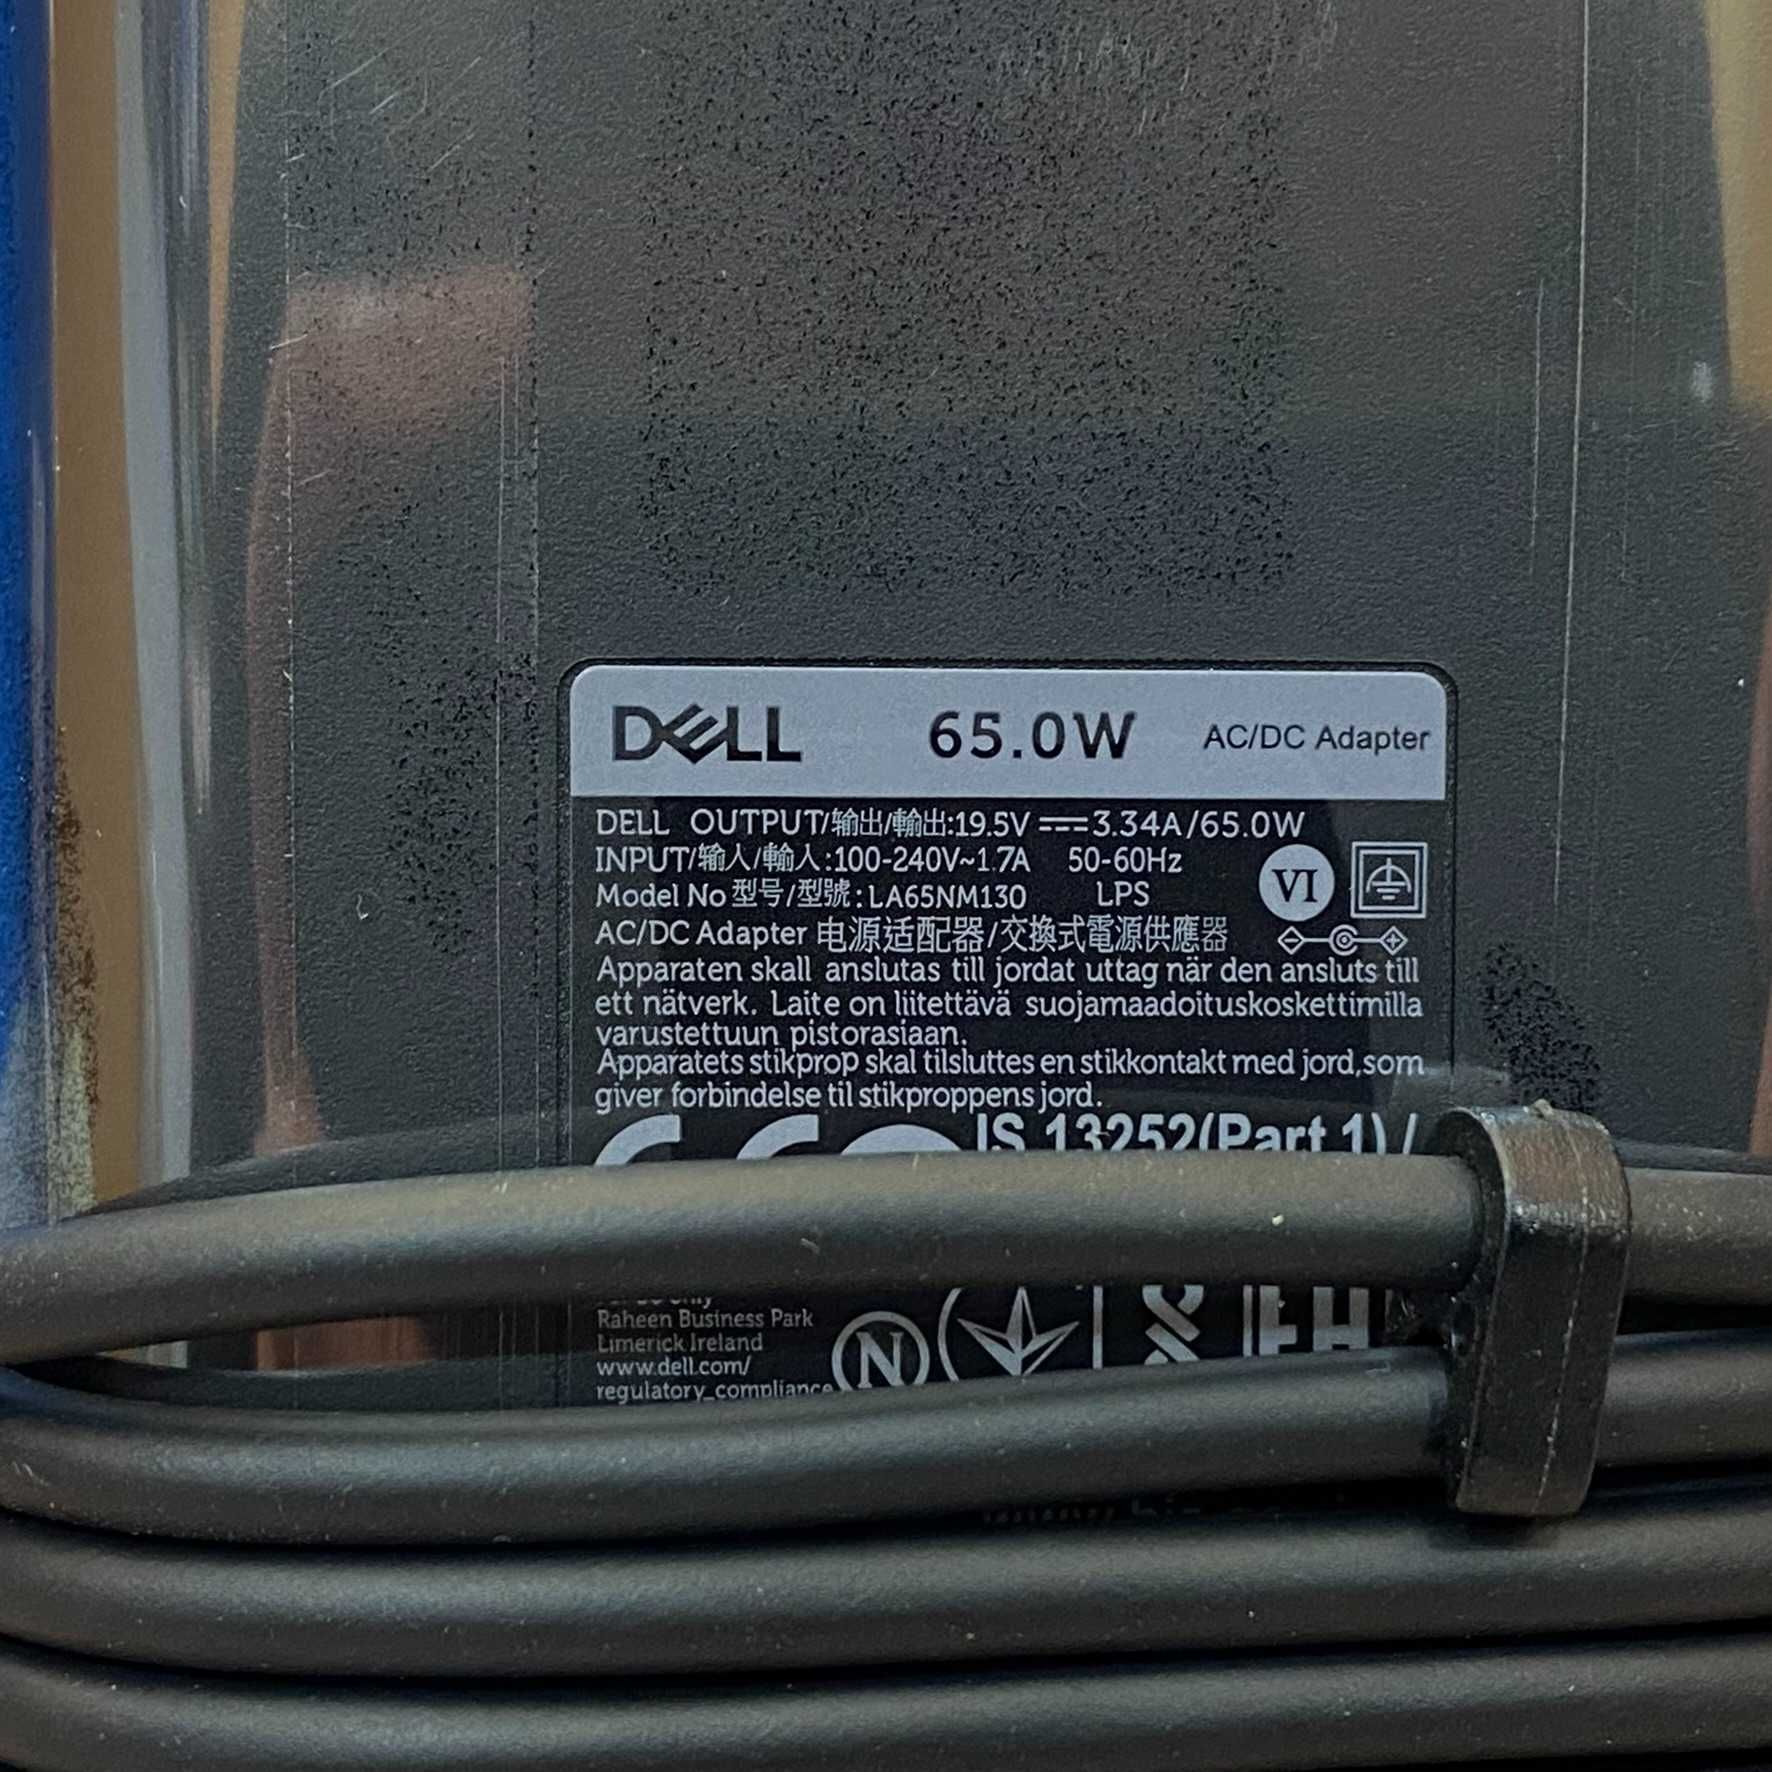 DELL 65.0W AC/DC Adapter
DELL OUTPUT/输出/輸出:19.5V⎓3.34A/65.0W
INPUT/输入/輸入:100-240V~1.7A 50-60Hz
VI
Model No 型号/型號:LA65NM130 LPS
AC/DC Adapter 电源适配器/交換式電源供應器
Apparaten skall anslutas till jordat uttag när den ansluts till
ett nätverk. Laite on liitettävä suojamaadoituskoskettimilla
varustettuun pistorasiaan.
Apparatets stikprop skal tilsluttes en stikkontakt med jord,som
giver forbindelse til stikproppens jord.
IS 13252(Part 1)/
Raheen Business Park
Limerick Ireland
www.dell.com/
regulatory_compliance
N